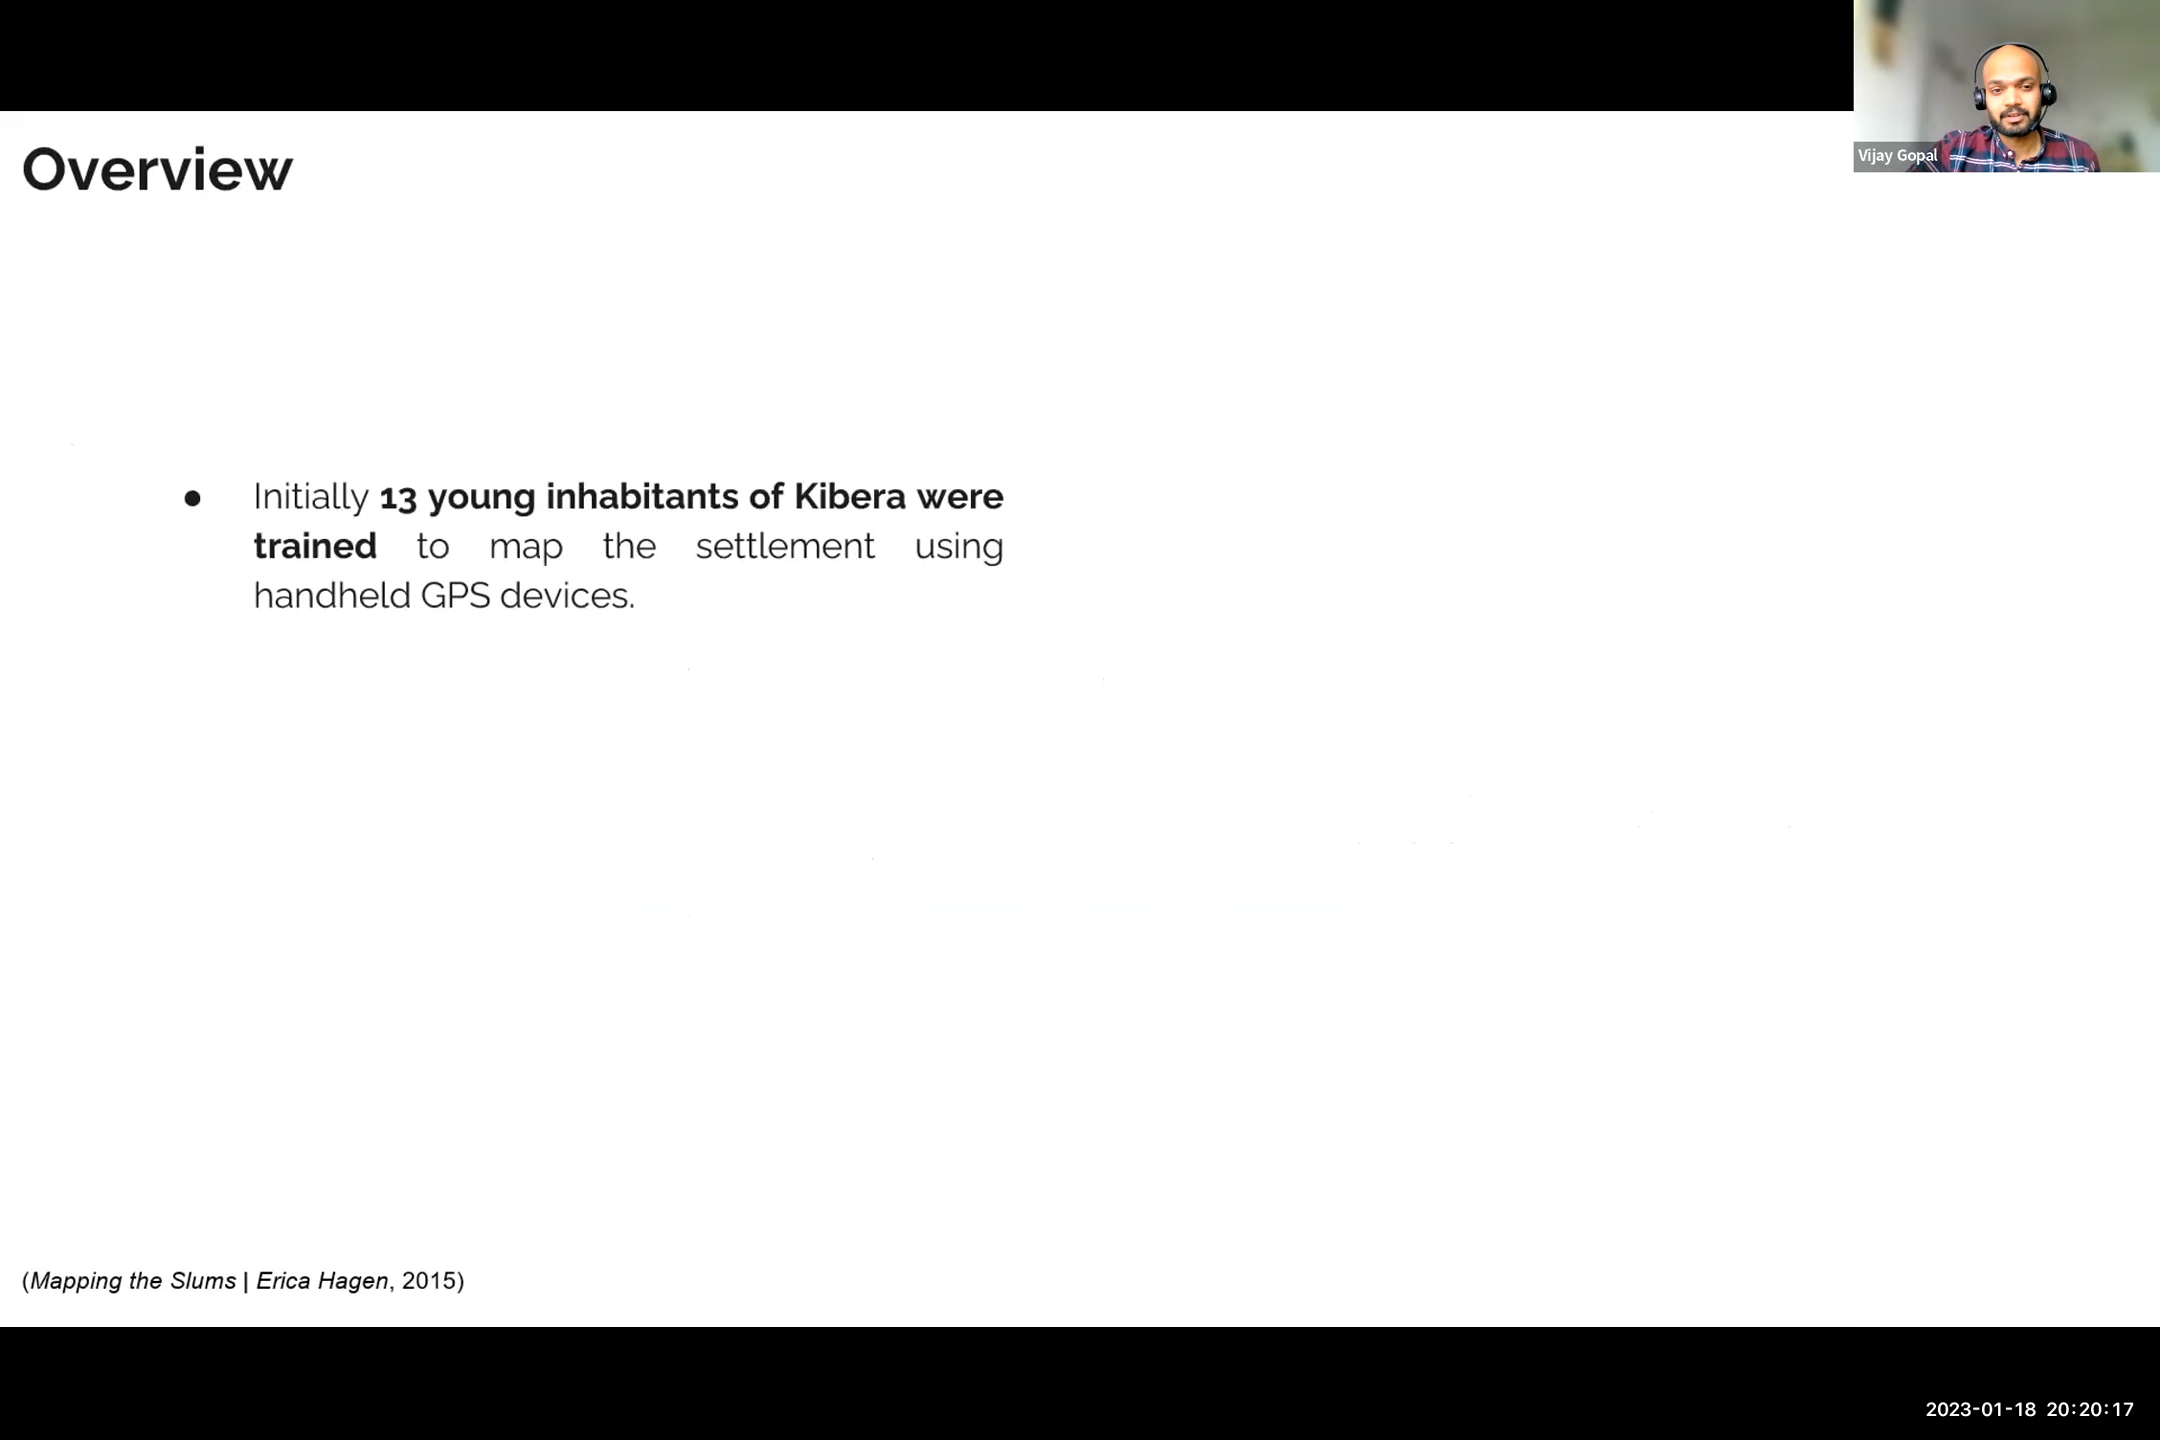 Overview
Vijay Gopal
● Initially 13 young inhabitants of Kibera were
trained to map the settlement using
handheld GPS devices.
(Mapping the Slums | Erica Hagen, 2015)
2023-01-18 20:20:17